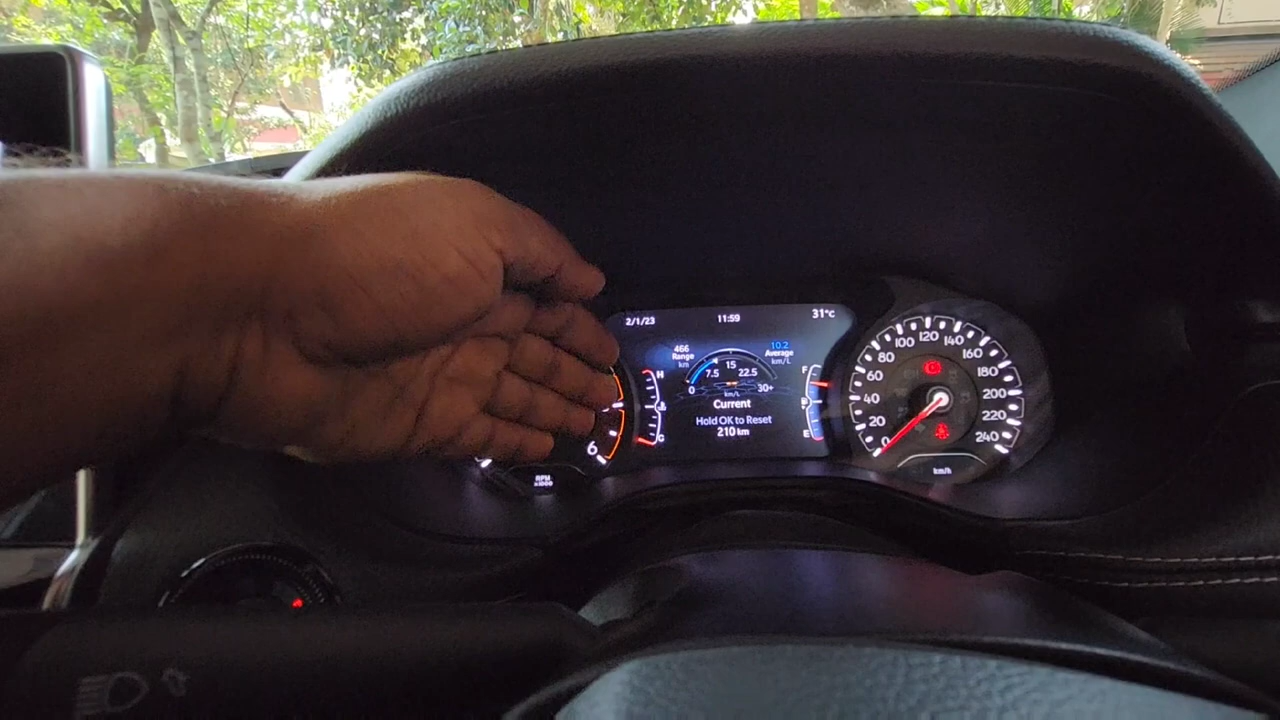 2/1/23 11:59 31°C
466 Range km
10.2 Average km/L
0 7.5 15 22.5 30+
km/L
Current
Hold OK to Reset
210 km
H
C
F
E
6
RPM
x1000
0 20 40 60 80 100 120 140 160 180 200 220 240
km/h